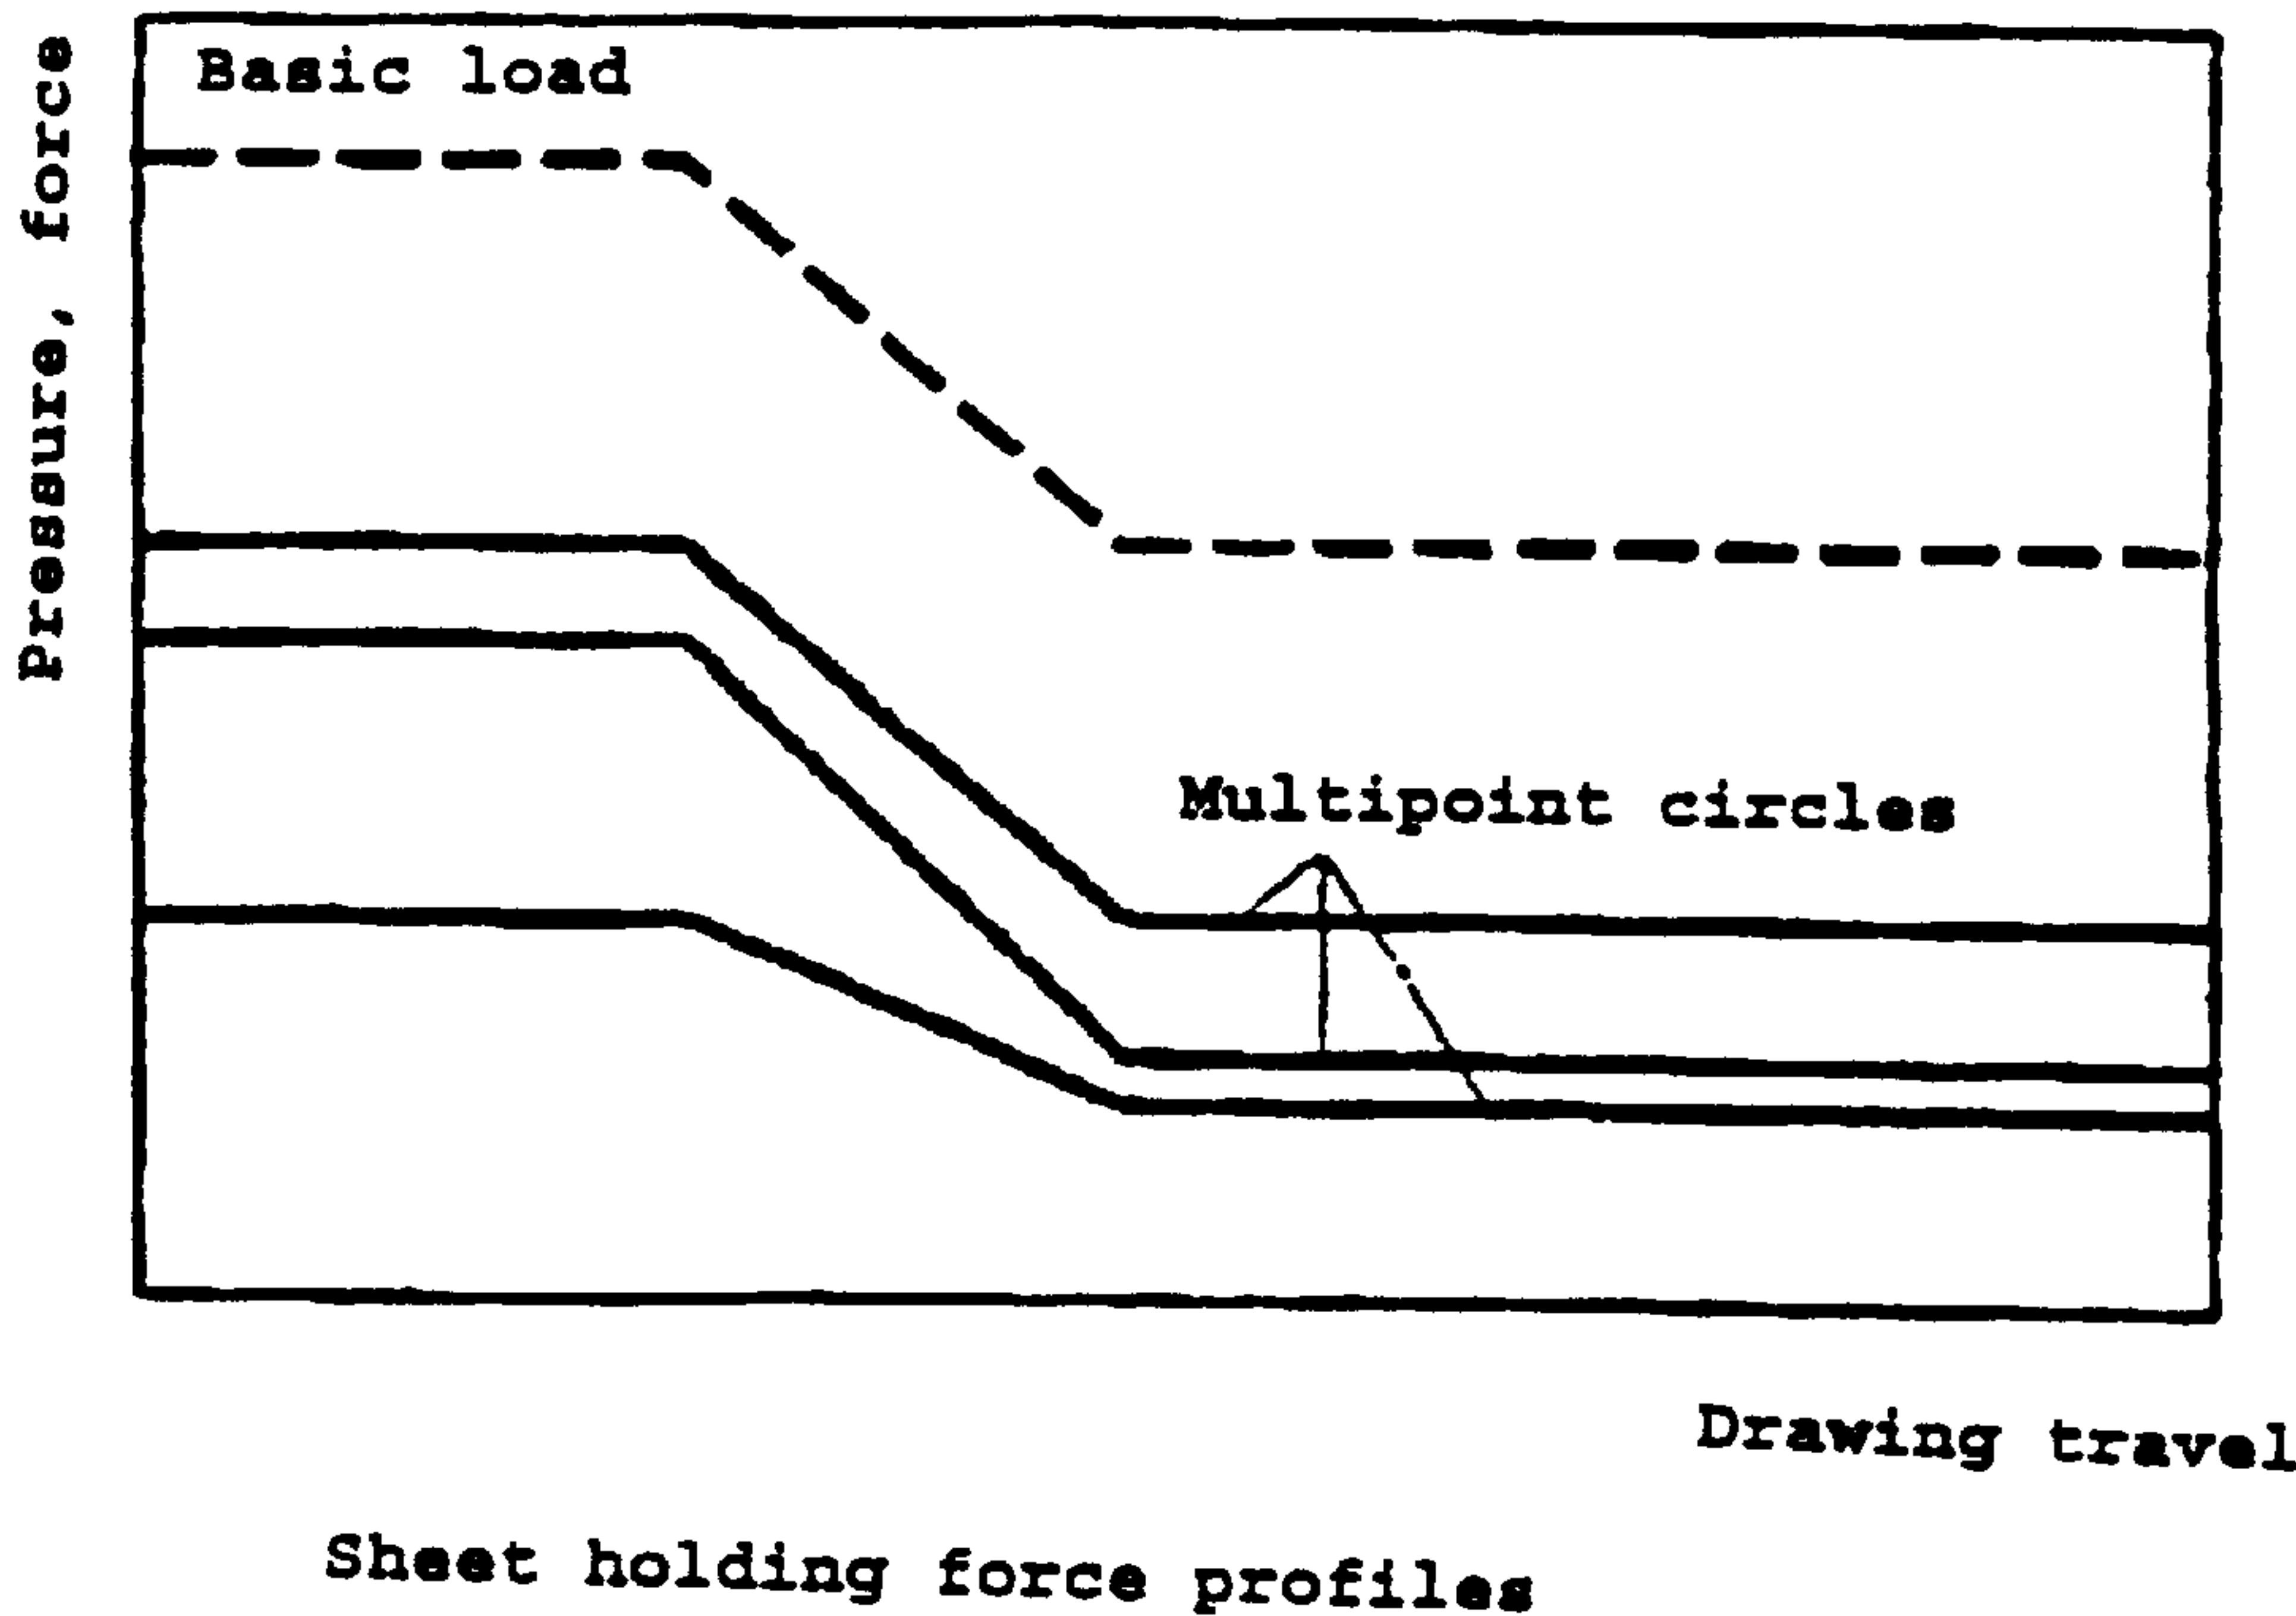 Pressure, force
Basic load
Multipoint circles
Drawing travel
Sheet holding force profiles